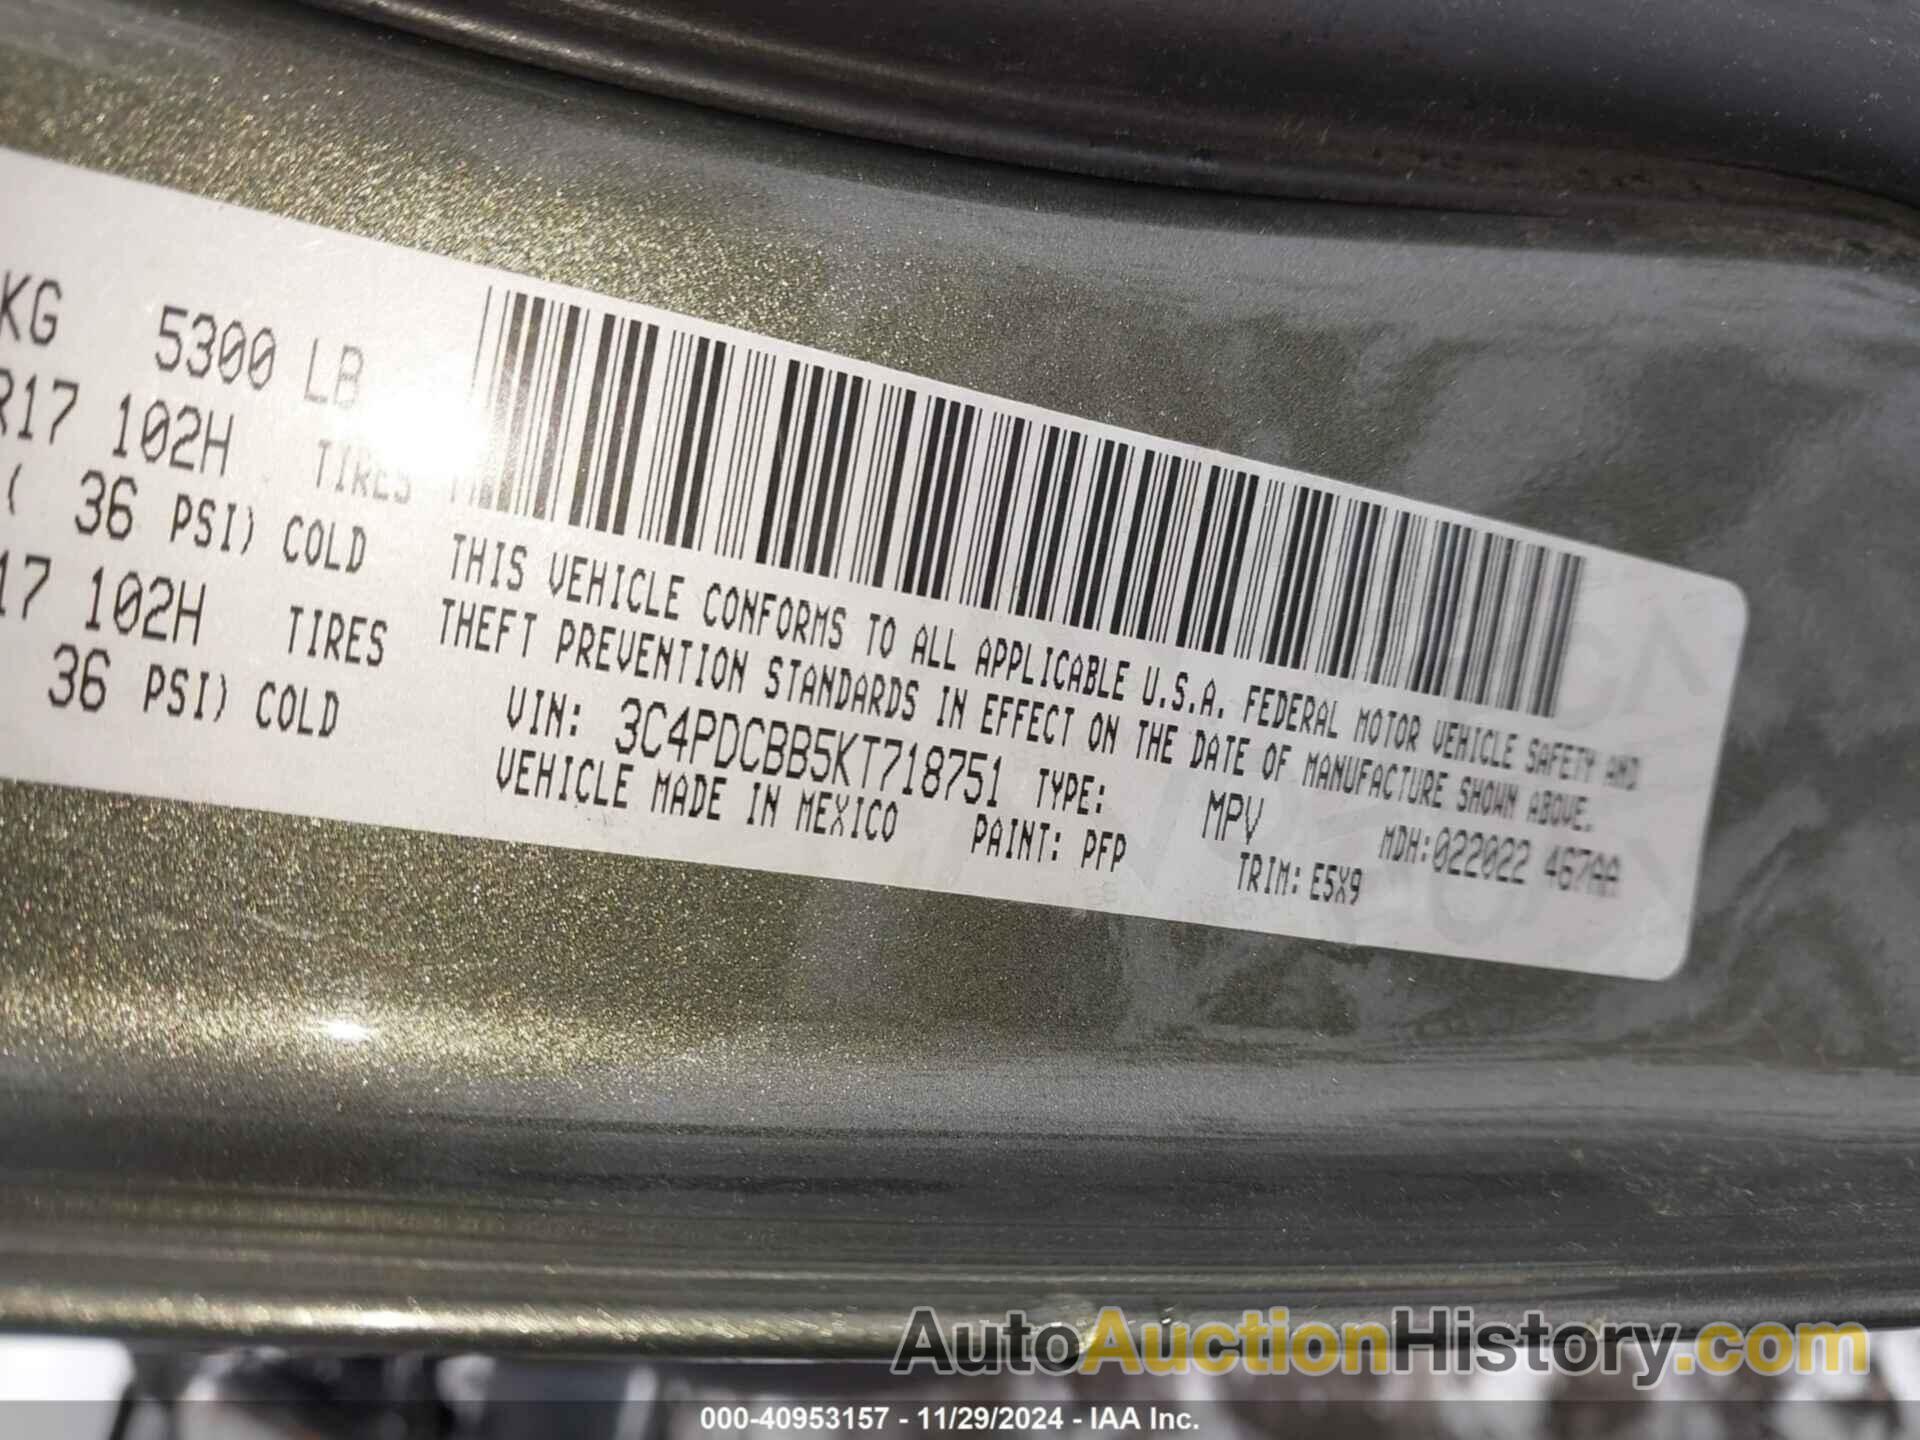 KG 5300 LB
R17 102H TIRES
( 36 PSI) COLD
17 102H TIRES
36 PSI) COLD
THIS VEHICLE CONFORMS TO ALL APPLICABLE U.S.A. FEDERAL MOTOR VEHICLE SAFETY AND
THEFT PREVENTION STANDARDS IN EFFECT ON THE DATE OF MANUFACTURE SHOWN ABOVE.
VIN: 3C4PDCBB5KT718751 TYPE: MPV MDH:022022 467AA
VEHICLE MADE IN MEXICO PAINT: PFP TRIM: E5X9
AutoAuctionHistory.com
000-40953157 - 11/29/2024 - IAA Inc.